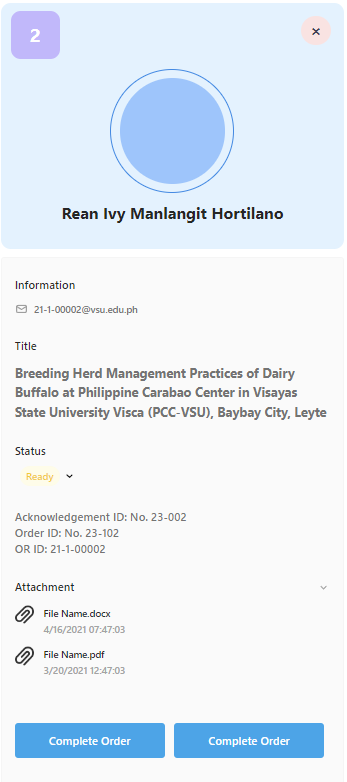 2
×
Rean Ivy Manlangit Hortilano
Information
21-1-00002@vsu.edu.ph
Title
Breeding Herd Management Practices of Dairy
Buffalo at Philippine Carabao Center in Visayas
State University Visca (PCC-VSU), Baybay City, Leyte
Status
Ready
Acknowledgement ID: No. 23-002
Order ID: No. 23-102
OR ID: 21-1-00002
Attachment
File Name.docx
4/16/2021 07:47:03
File Name.pdf
3/20/2021 12:47:03
Complete Order
Complete Order